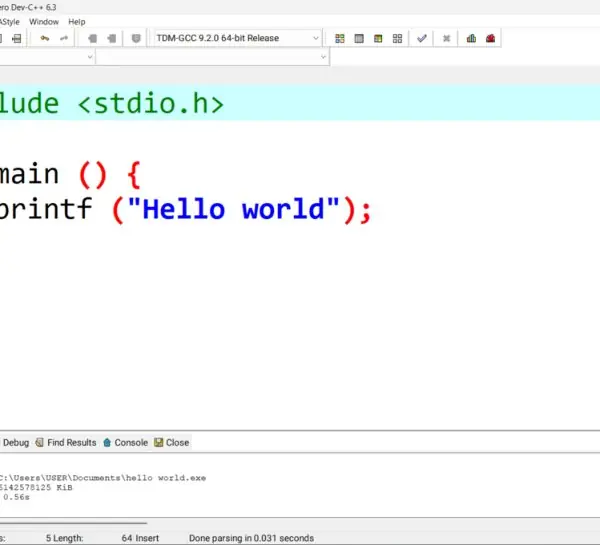 ero Dev-C++ 6.3
AStyle Window Help
TDM-GCC 9.2.0 64-bit Release
lude <stdio.h>
main () {
printf ("Hello world");
Debug Find Results Console Close
C:\Users\USER\Documents\hello world.exe
5142578125 KiB
0.56s
s: 5 Length: 64 Insert Done parsing in 0.031 seconds